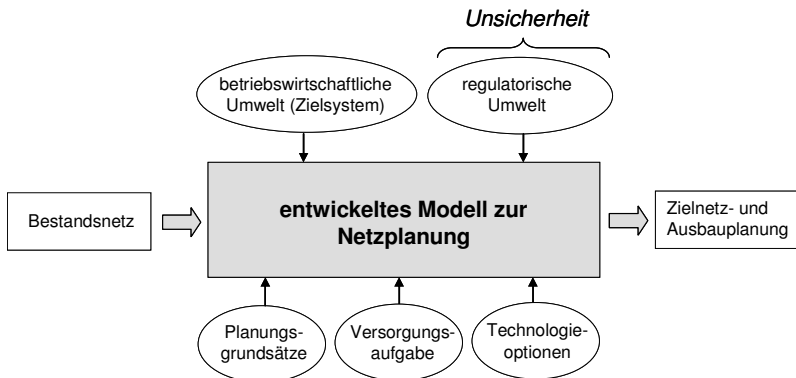 Unsicherheit
betriebswirtschaftliche
Umwelt (Zielsystem)
regulatorische
Umwelt
Bestandsnetz
entwickeltes Modell zur
Netzplanung
Zielnetz- und
Ausbauplanung
Planungs-
grundsätze
Versorgungs-
aufgabe
Technologie-
optionen